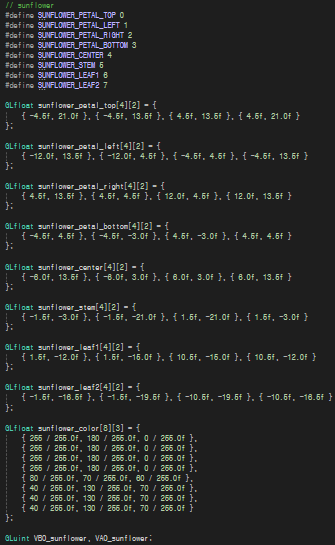 // sunflower
#define SUNFLOWER_PETAL_TOP 0
#define SUNFLOWER_PETAL_LEFT 1
#define SUNFLOWER_PETAL_RIGHT 2
#define SUNFLOWER_PETAL_BOTTOM 3
#define SUNFLOWER_CENTER 4
#define SUNFLOWER_STEM 5
#define SUNFLOWER_LEAF1 6
#define SUNFLOWER_LEAF2 7
GLfloat sunflower_petal_top[4][2] = {
{ -4.5f, 21.0f }, { -4.5f, 13.5f }, { 4.5f, 13.5f }, { 4.5f, 21.0f }
};
GLfloat sunflower_petal_left[4][2] = {
{ -12.0f, 13.5f }, { -12.0f, 4.5f }, { -4.5f, 4.5f }, { -4.5f, 13.5f }
};
GLfloat sunflower_petal_right[4][2] = {
{ 4.5f, 13.5f }, { 4.5f, 4.5f }, { 12.0f, 4.5f }, { 12.0f, 13.5f }
};
GLfloat sunflower_petal_bottom[4][2] = {
{ -4.5f, 4.5f }, { -4.5f, -3.0f }, { 4.5f, -3.0f }, { 4.5f, 4.5f }
};
GLfloat sunflower_center[4][2] = {
{ -6.0f, 13.5f }, { -6.0f, 3.0f }, { 6.0f, 3.0f }, { 6.0f, 13.5f }
};
GLfloat sunflower_stem[4][2] = {
{ -1.5f, -3.0f }, { -1.5f, -21.0f }, { 1.5f, -21.0f }, { 1.5f, -3.0f }
};
GLfloat sunflower_leaf1[4][2] = {
{ 1.5f, -12.0f }, { 1.5f, -15.0f }, { 10.5f, -15.0f }, { 10.5f, -12.0f }
};
GLfloat sunflower_leaf2[4][2] = {
{ -1.5f, -16.5f }, { -1.5f, -19.5f }, { -10.5f, -19.5f }, { -10.5f, -16.5f }
};
GLfloat sunflower_color[8][3] = {
{ 255 / 255.0f, 180 / 255.0f, 0 / 255.0f },
{ 255 / 255.0f, 180 / 255.0f, 0 / 255.0f },
{ 255 / 255.0f, 180 / 255.0f, 0 / 255.0f },
{ 255 / 255.0f, 180 / 255.0f, 0 / 255.0f },
{ 80 / 255.0f, 70 / 255.0f, 60 / 255.0f },
{ 40 / 255.0f, 130 / 255.0f, 70 / 255.0f },
{ 40 / 255.0f, 130 / 255.0f, 70 / 255.0f },
{ 40 / 255.0f, 130 / 255.0f, 70 / 255.0f }
};
GLuint VBO_sunflower, VAO_sunflower;